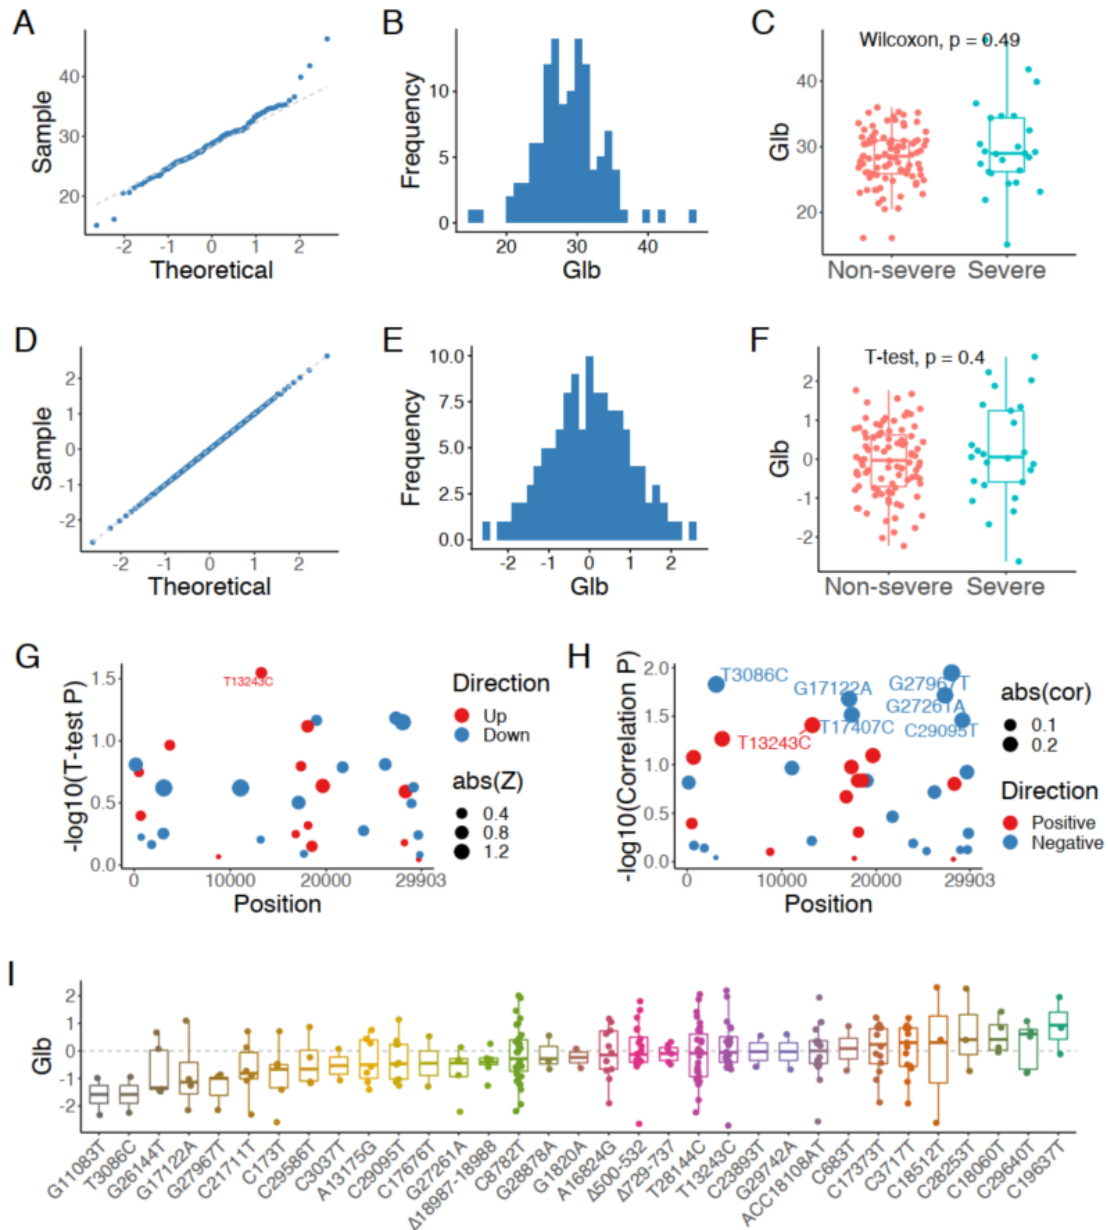 A
40
30
20
Sample
-2
-1
0
1
2
Theoretical
B
10
5
0
Frequency
20
30
40
Glb
C
Wilcoxon, p = 0.49
40
30
20
Glb
Non-severe
Severe
D
2
1
0
-1
-2
Sample
-2
-1
0
1
2
Theoretical
E
10.0
7.5
5.0
2.5
0.0
Frequency
-2
-1
0
1
2
Glb
F
T-test, p = 0.4
2
1
0
-1
-2
Glb
Non-severe
Severe
G
1.5
1.0
0.5
0.0
-log10(T-test P)
T13243C
0
10000
20000
29903
Position
Direction
Up
Down
abs(Z)
0.4
0.8
1.2
H
2.0
1.5
1.0
0.5
0.0
-log10(Correlation P)
T3086C
G17122A
G27967T
G27261A
T13243C
T17407C
C29095T
0
10000
20000
29903
Position
abs(cor)
0.1
0.2
Direction
Positive
Negative
I
2
1
0
-1
-2
Glb
G11083T
T3086C
G26144T
G17122A
G27967T
C21711T
C173T
C29586T
C3037T
A13175G
C29095T
C17676T
G27261A
Δ18987-18988
C8782T
G28878A
G1820A
A16824G
Δ500-532
Δ729-737
T28144C
T13243C
C23893T
G29742A
ACC18108AT
C683T
C17373T
C3717T
C18512T
C28253T
C18060T
C29640T
C19637T